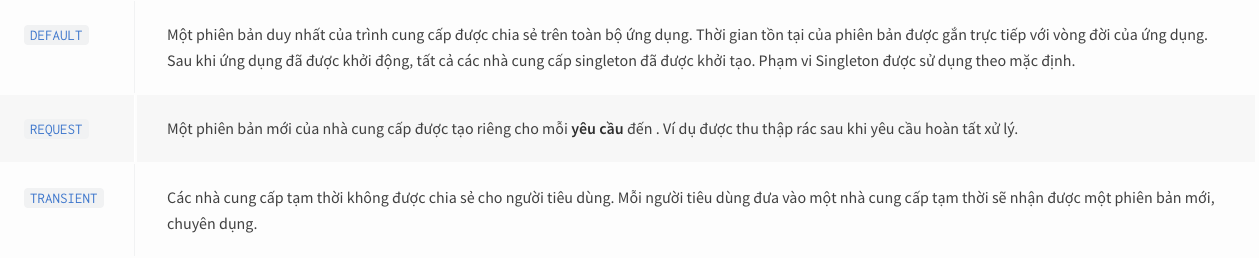 DEFAULT
Một phiên bản duy nhất của trình cung cấp được chia sẻ trên toàn bộ ứng dụng. Thời gian tồn tại của phiên bản được gắn trực tiếp với vòng đời của ứng dụng.
Sau khi ứng dụng đã được khởi động, tất cả các nhà cung cấp singleton đã được khởi tạo. Phạm vi Singleton được sử dụng theo mặc định.
REQUEST
Một phiên bản mới của nhà cung cấp được tạo riêng cho mỗi yêu cầu đến . Ví dụ được thu thập rác sau khi yêu cầu hoàn tất xử lý.
TRANSIENT
Các nhà cung cấp tạm thời không được chia sẻ cho người tiêu dùng. Mỗi người tiêu dùng đưa vào một nhà cung cấp tạm thời sẽ nhận được một phiên bản mới,
chuyên dụng.